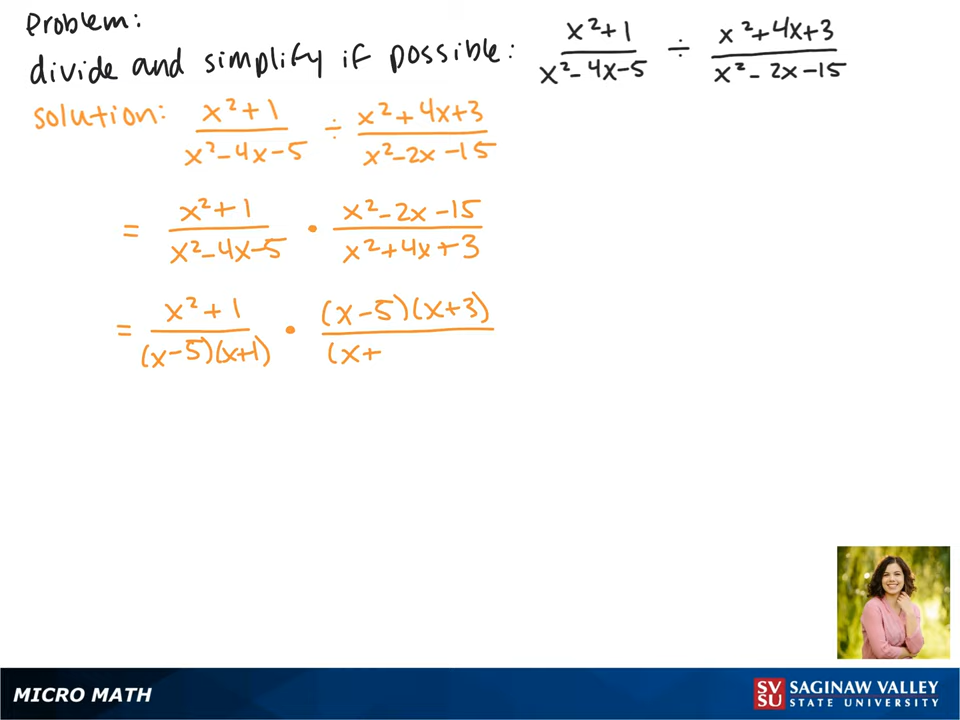 problem:
divide and simplify if possible: (x²+1)/(x²-4x-5) ÷ (x²+4x+3)/(x²-2x-15)
solution: (x²+1)/(x²-4x-5) ÷ (x²+4x+3)/(x²-2x-15)
= (x²+1)/(x²-4x-5) • (x²-2x-15)/(x²+4x+3)
= (x²+1)/((x-5)(x+1)) • ((x-5)(x+3))/((x+
MICRO MATH
SVSU SAGINAW VALLEY
STATE UNIVERSITY